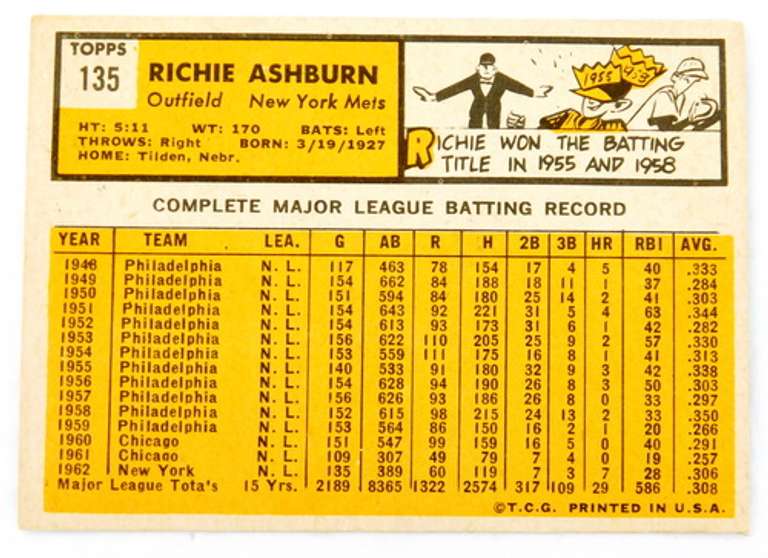 TOPPS
135
RICHIE ASHBURN
Outfield New York Mets
HT: 5:11 WT: 170 BATS: Left
THROWS: Right BORN: 3/19/1927
HOME: Tilden, Nebr.
1955 1958
RICHIE WON THE BATTING
TITLE IN 1955 AND 1958
COMPLETE MAJOR LEAGUE BATTING RECORD
YEAR TEAM LEA. G AB R H 2B 3B HR RBI AVG.
1948 Philadelphia N. L. 117 463 78 154 17 4 5 40 .333
1949 Philadelphia N. L. 154 662 84 188 18 11 1 37 .284
1950 Philadelphia N. L. 151 594 84 180 25 14 2 41 .303
1951 Philadelphia N. L. 154 643 92 221 31 5 4 63 .344
1952 Philadelphia N. L. 154 613 93 173 31 6 1 42 .282
1953 Philadelphia N. L. 156 622 110 205 25 9 2 57 .330
1954 Philadelphia N. L. 153 559 111 175 16 8 1 41 .313
1955 Philadelphia N. L. 140 533 91 180 32 9 3 42 .338
1956 Philadelphia N. L. 154 628 94 190 26 8 3 50 .303
1957 Philadelphia N. L. 156 626 93 186 26 8 0 33 .297
1958 Philadelphia N. L. 152 615 98 215 24 13 2 33 .350
1959 Philadelphia N. L. 153 564 86 150 16 2 1 20 .266
1960 Chicago N. L. 151 547 99 159 16 5 0 40 .291
1961 Chicago N. L. 109 307 49 79 7 4 0 19 .257
1962 New York N. L. 135 389 60 119 7 3 7 28 .306
Major League Tota's 15 Yrs. 2189 8365 1322 2574 317 109 29 586 .308
©T.C.G. PRINTED IN U.S.A.